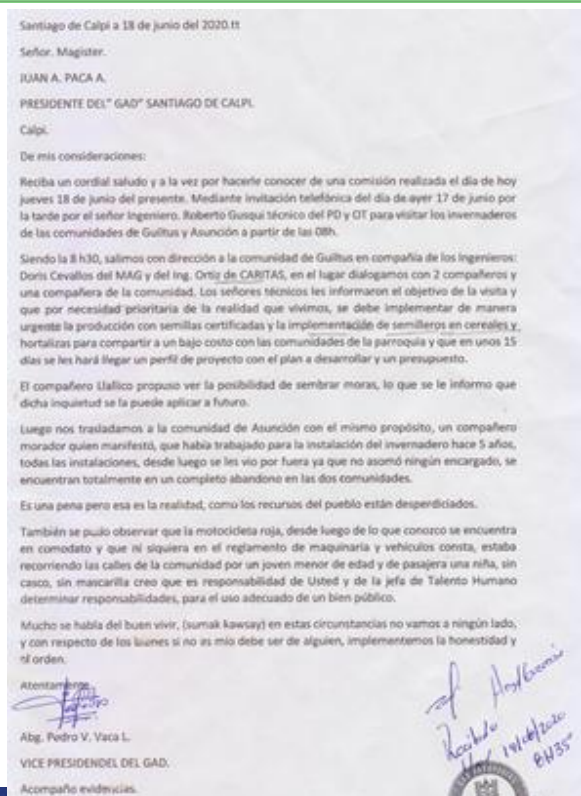 Santiago de Calpi a 18 de junio del 2020.tt
Señor. Magister.
JUAN A. PACA A.
PRESIDENTE DEL" GAD" SANTIAGO DE CALPI.
Calpi.
De mis consideraciones:
Reciba un cordial saludo y a la vez por hacerle conocer de una comisión realizada el día de hoy
jueves 18 de junio del presente. Mediante invitación telefónica del día de ayer 17 de junio por
la tarde por el señor Ingeniero. Roberto Gusqui técnico del PD y OT para visitar los invernaderos
de las comunidades de Guiltus y Asunción a partir de las 08h.
Siendo la 8 h30, salimos con dirección a la comunidad de Guiltus en compañía de los Ingenieros:
Doris Cevallos del MAG y del Ing. Ortiz de CARITAS, en el lugar dialogamos con 2 compañeros y
una compañera de la comunidad. Los señores técnicos les informaron el objetivo de la visita y
que por necesidad prioritaria de la realidad que vivimos, se debe implementar de manera
urgente la producción con semillas certificadas y la implementación de semilleros en cereales y
hortalizas para compartir a un bajo costo con las comunidades de la parroquia y que en unos 15
días se les hará llegar un perfil de proyecto con el plan a desarrollar y un presupuesto.
El compañero Llallico propuso ver la posibilidad de sembrar moras, lo que se le informo que
dicha inquietud se la puede aplicar a futuro.
Luego nos trasladamos a la comunidad de Asunción con el mismo propósito, un compañero
morador quien manifestó, que había trabajado para la instalación del invernadero hace 5 años,
todas las instalaciones, desde luego se les vio por fuera ya que no asomó ningún encargado, se
encuentran totalmente en un completo abandono en las dos comunidades.
Es una pena pero esa es la realidad, como los recursos del pueblo están desperdiciados.
También se pudo observar que la motocicleta roja, desde luego de lo que conozco se encuentra
en comodato y que ni siquiera en el reglamento de maquinaria y vehículos consta, estaba
recorriendo las calles de la comunidad por un joven menor de edad y de pasajera una niña, sin
casco, sin mascarilla creo que es responsabilidad de Usted y de la jefa de Talento Humano
determinar responsabilidades, para el uso adecuado de un bien público.
Mucho se habla del buen vivir, (sumak kawsay) en estas circunstancias no vamos a ningún lado,
y con respecto de los bienes si no es mío debe ser de alguien, implementemos la honestidad y
el orden.
Atentamente
Abg. Pedro V. Vaca L.
VICE PRESIDENDEL DEL GAD.
Acompaño evidencias.
Recibido
8H35"